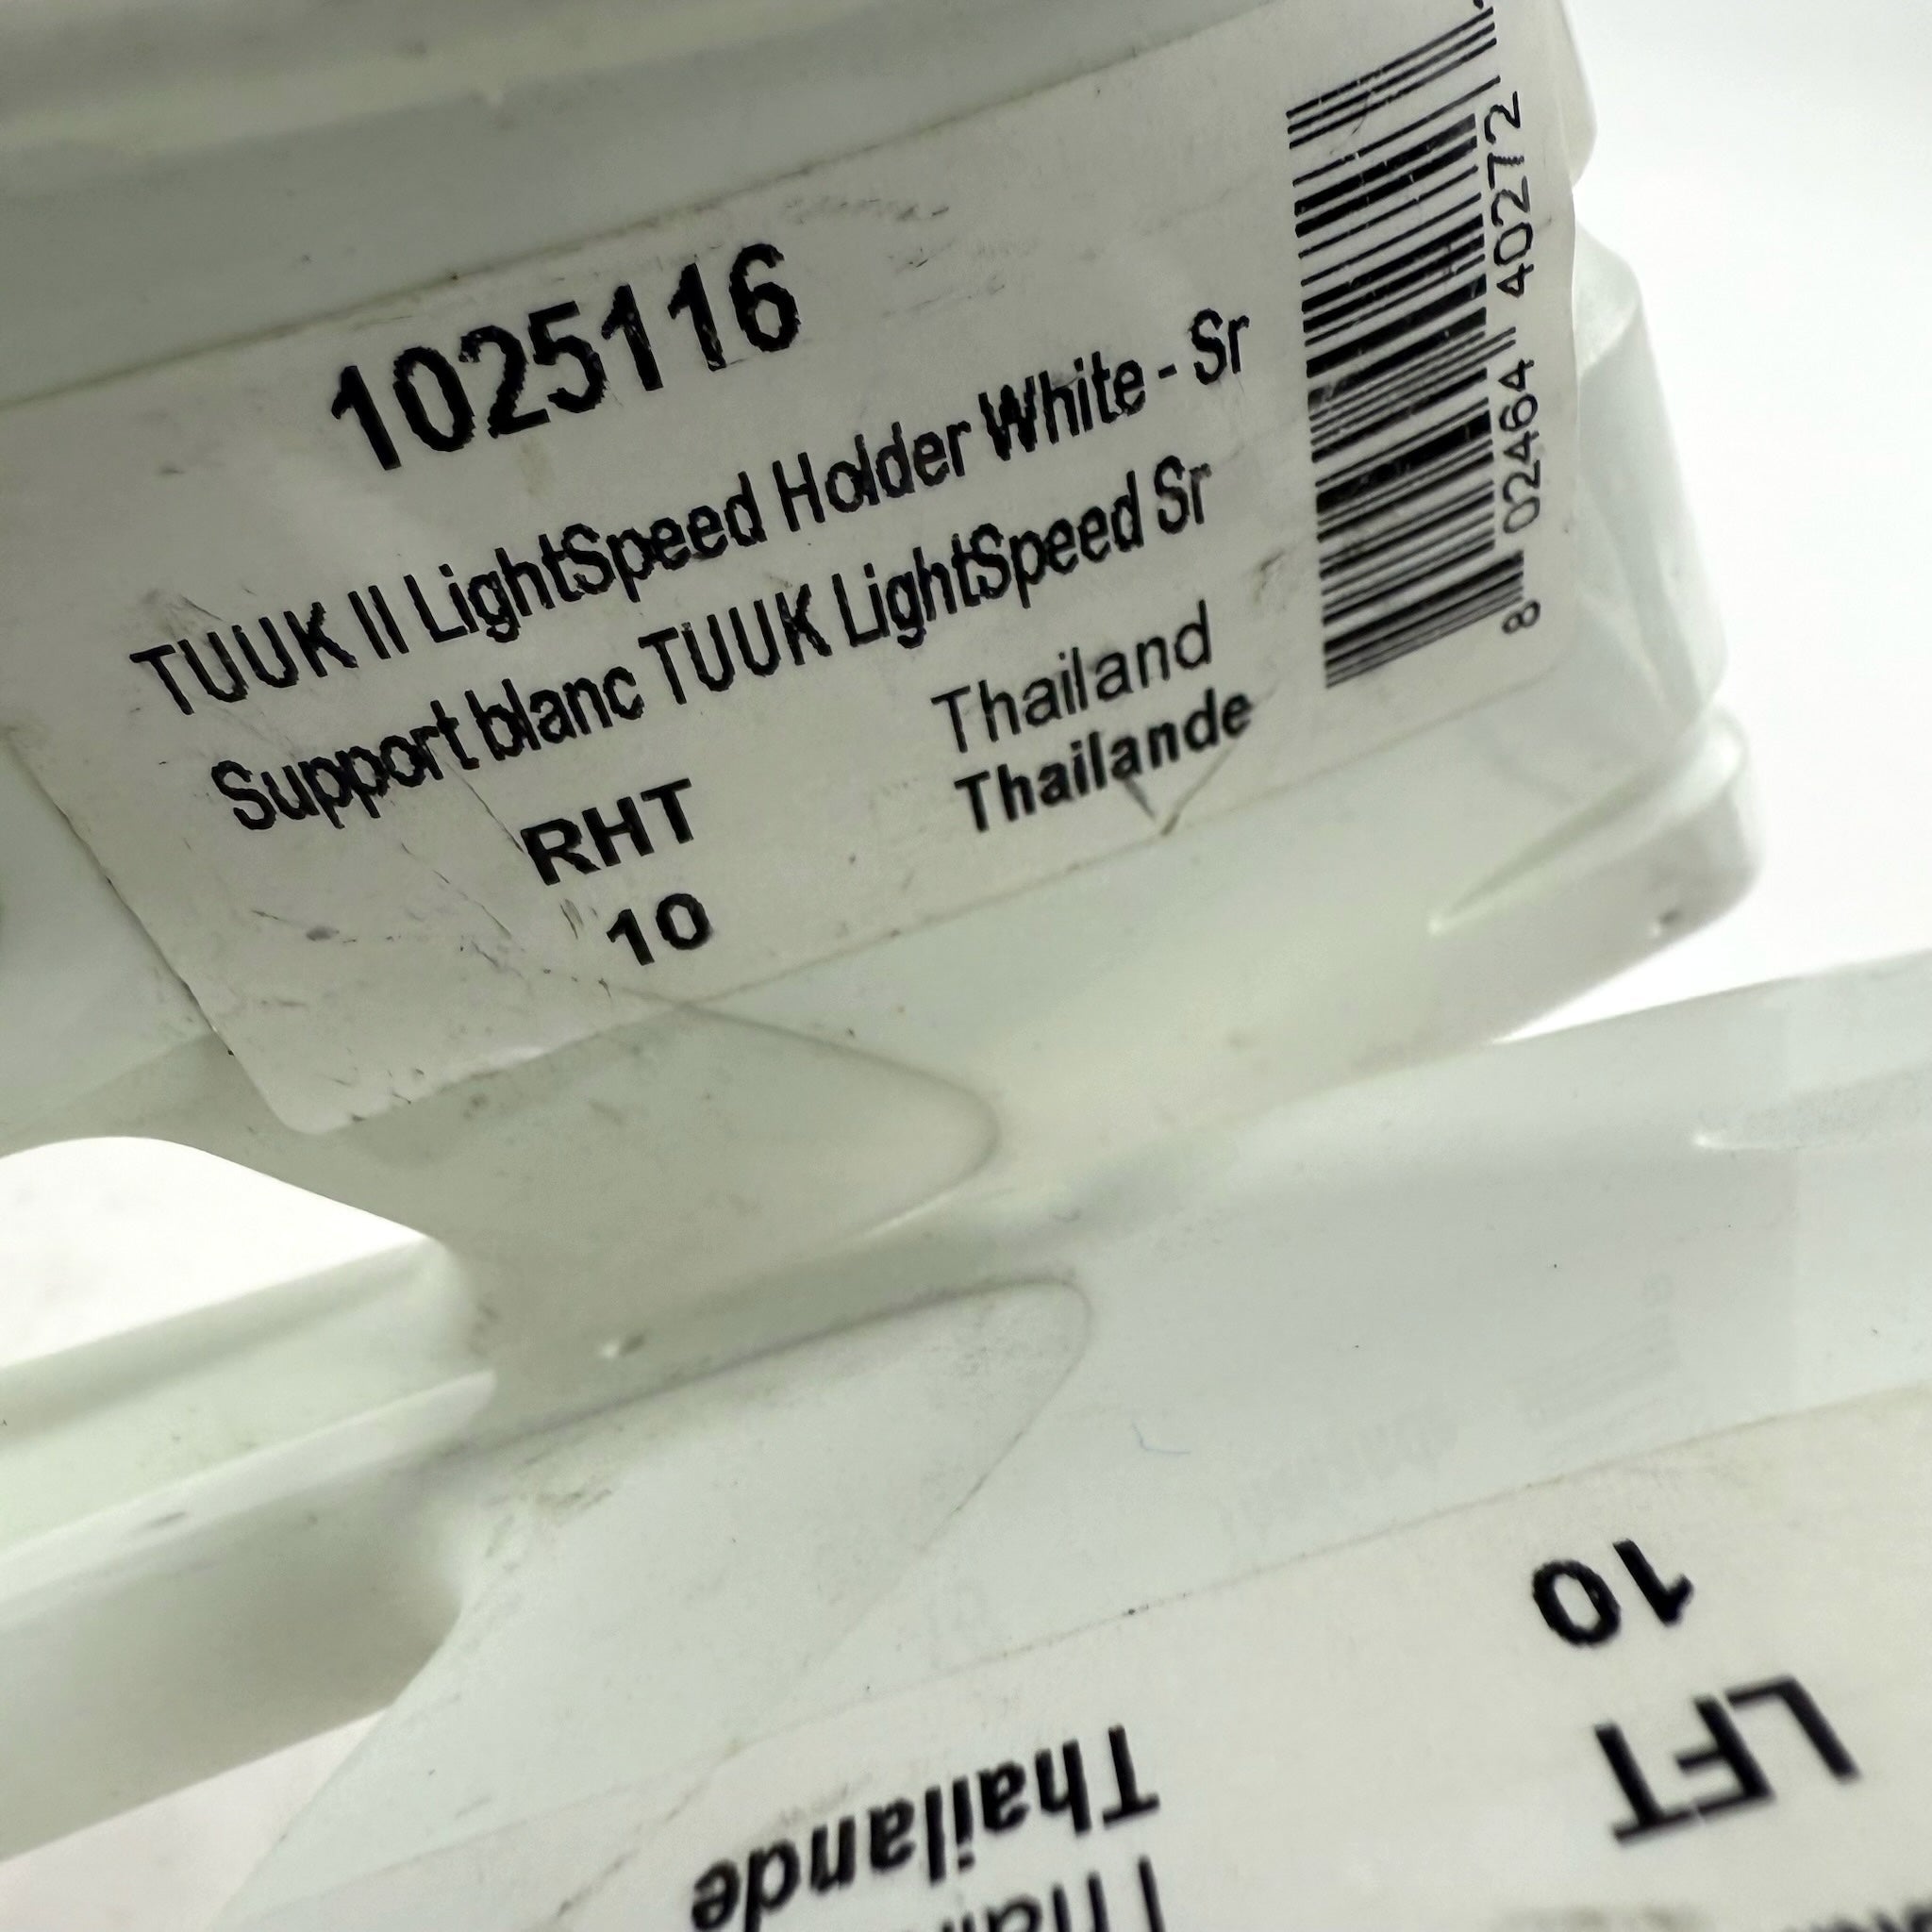 1025116
TUUK II LightSpeed Holder White - Sr
Support blanc TUUK LightSpeed Sr
RHT
10
Thailand
Thailande
8 02464 40272
10
LFT
Thailande